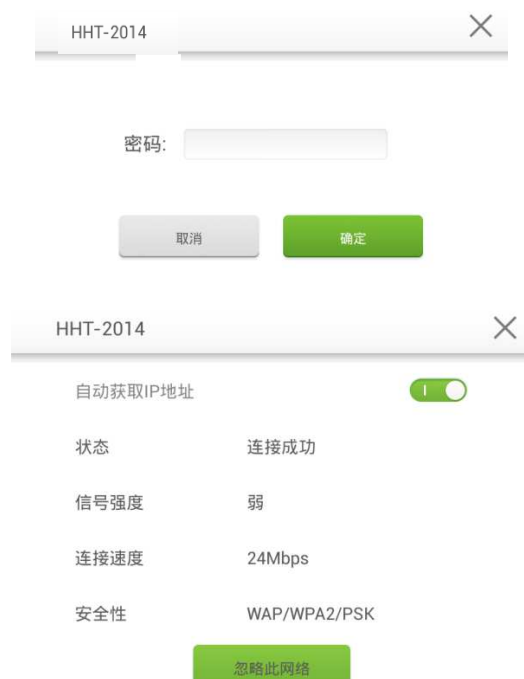 HHT-2014
密码:
取消 确定
HHT-2014
自动获取IP地址
状态 连接成功
信号强度 弱
连接速度 24Mbps
安全性 WAP/WPA2/PSK
忽略此网络